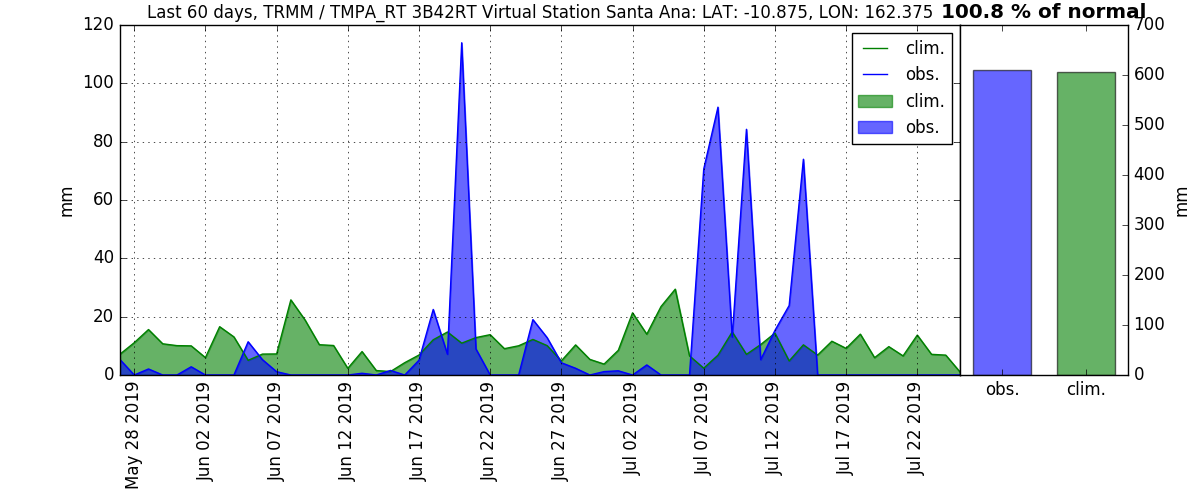 Last 60 days, TRMM / TMPA_RT 3B42RT Virtual Station Santa Ana: LAT: -10.875, LON: 162.375 100.8 % of normal
120
100
80
60
40
20
0
mm
clim.
obs.
clim.
obs.
700
600
500
400
300
200
100
0
mm
May 28 2019
Jun 02 2019
Jun 07 2019
Jun 12 2019
Jun 17 2019
Jun 22 2019
Jun 27 2019
Jul 02 2019
Jul 07 2019
Jul 12 2019
Jul 17 2019
Jul 22 2019
obs.
clim.